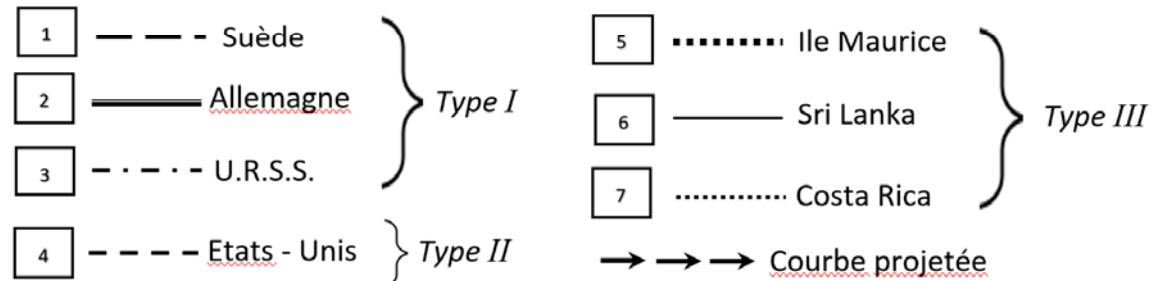 1 Suède
2 Allemagne
3 U.R.S.S.
Type I
4 Etats - Unis
Type II
5 Ile Maurice
6 Sri Lanka
7 Costa Rica
Type III
Courbe projetée